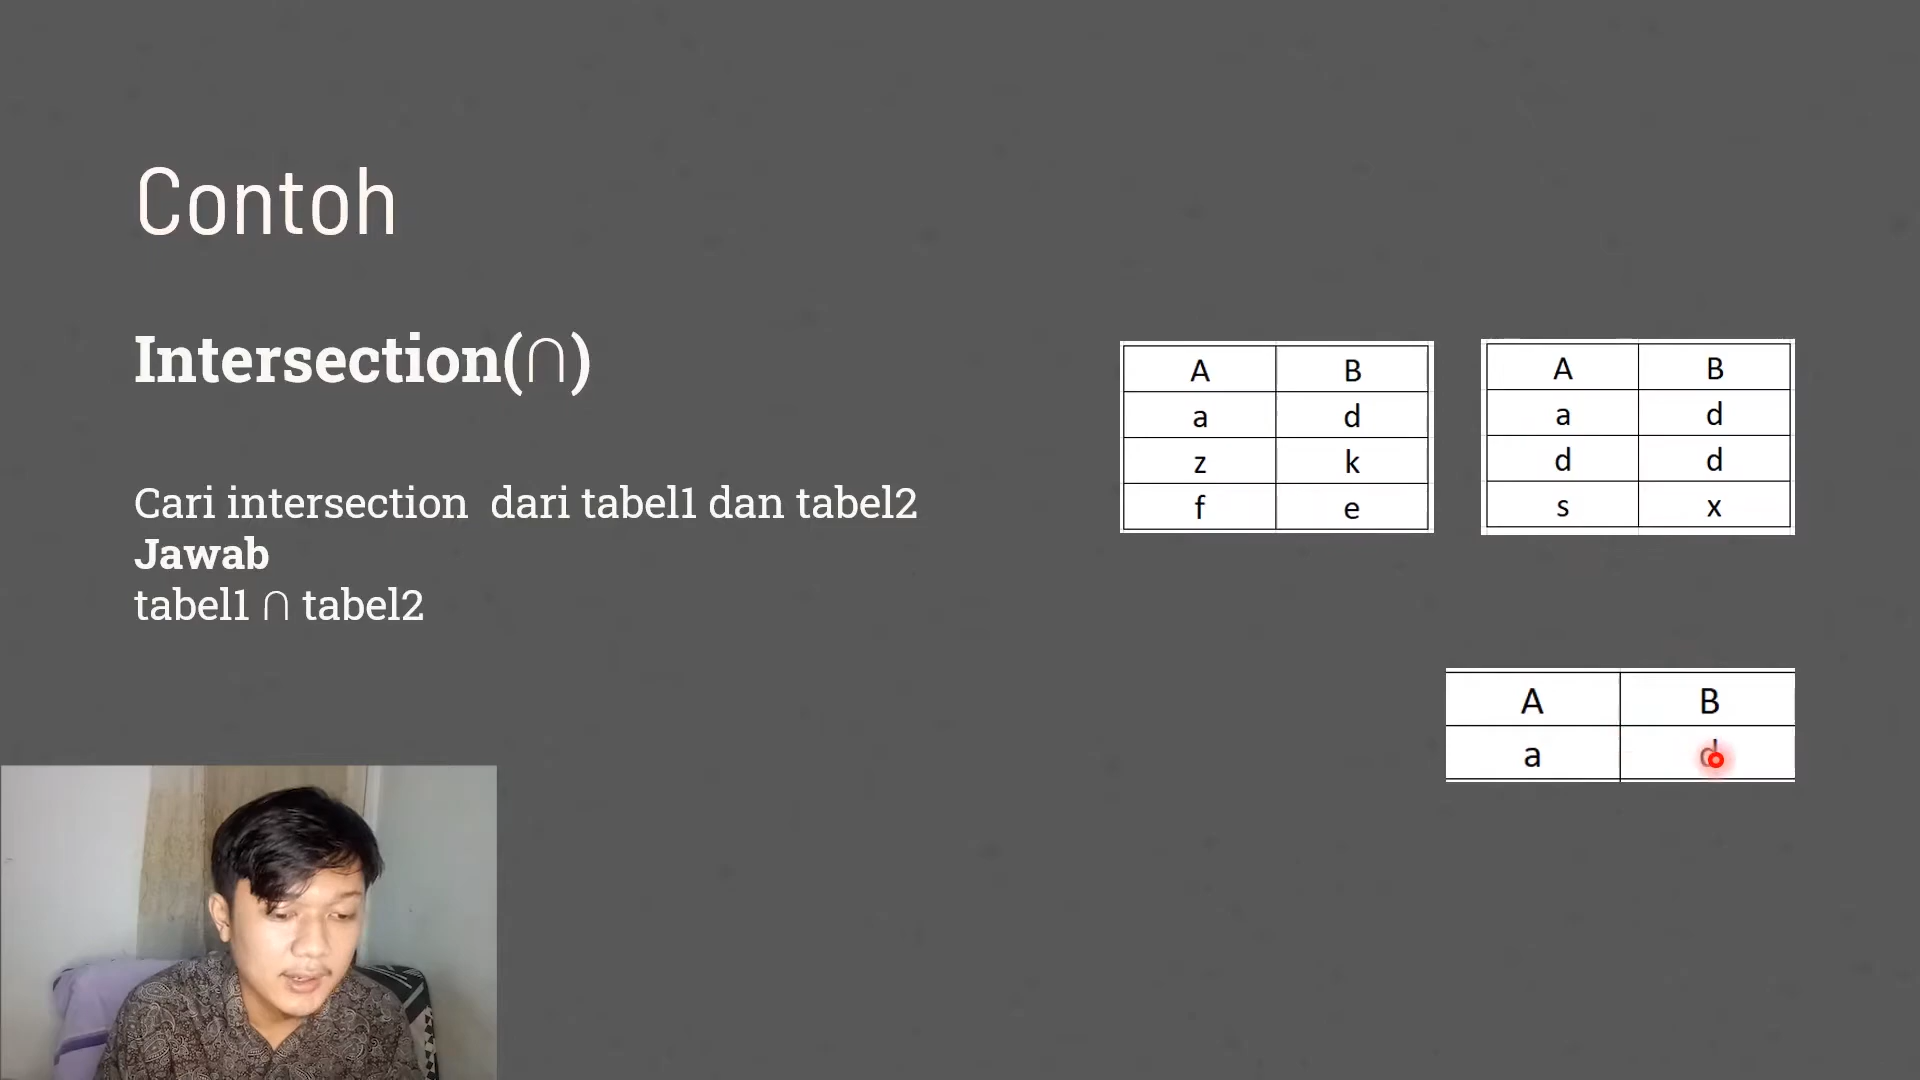 Contoh
Intersection(∩)
Cari intersection dari tabel1 dan tabel2
Jawab
tabel1 ∩ tabel2
A B
a d
z k
f e
A B
a d
d d
s x
A B
a d